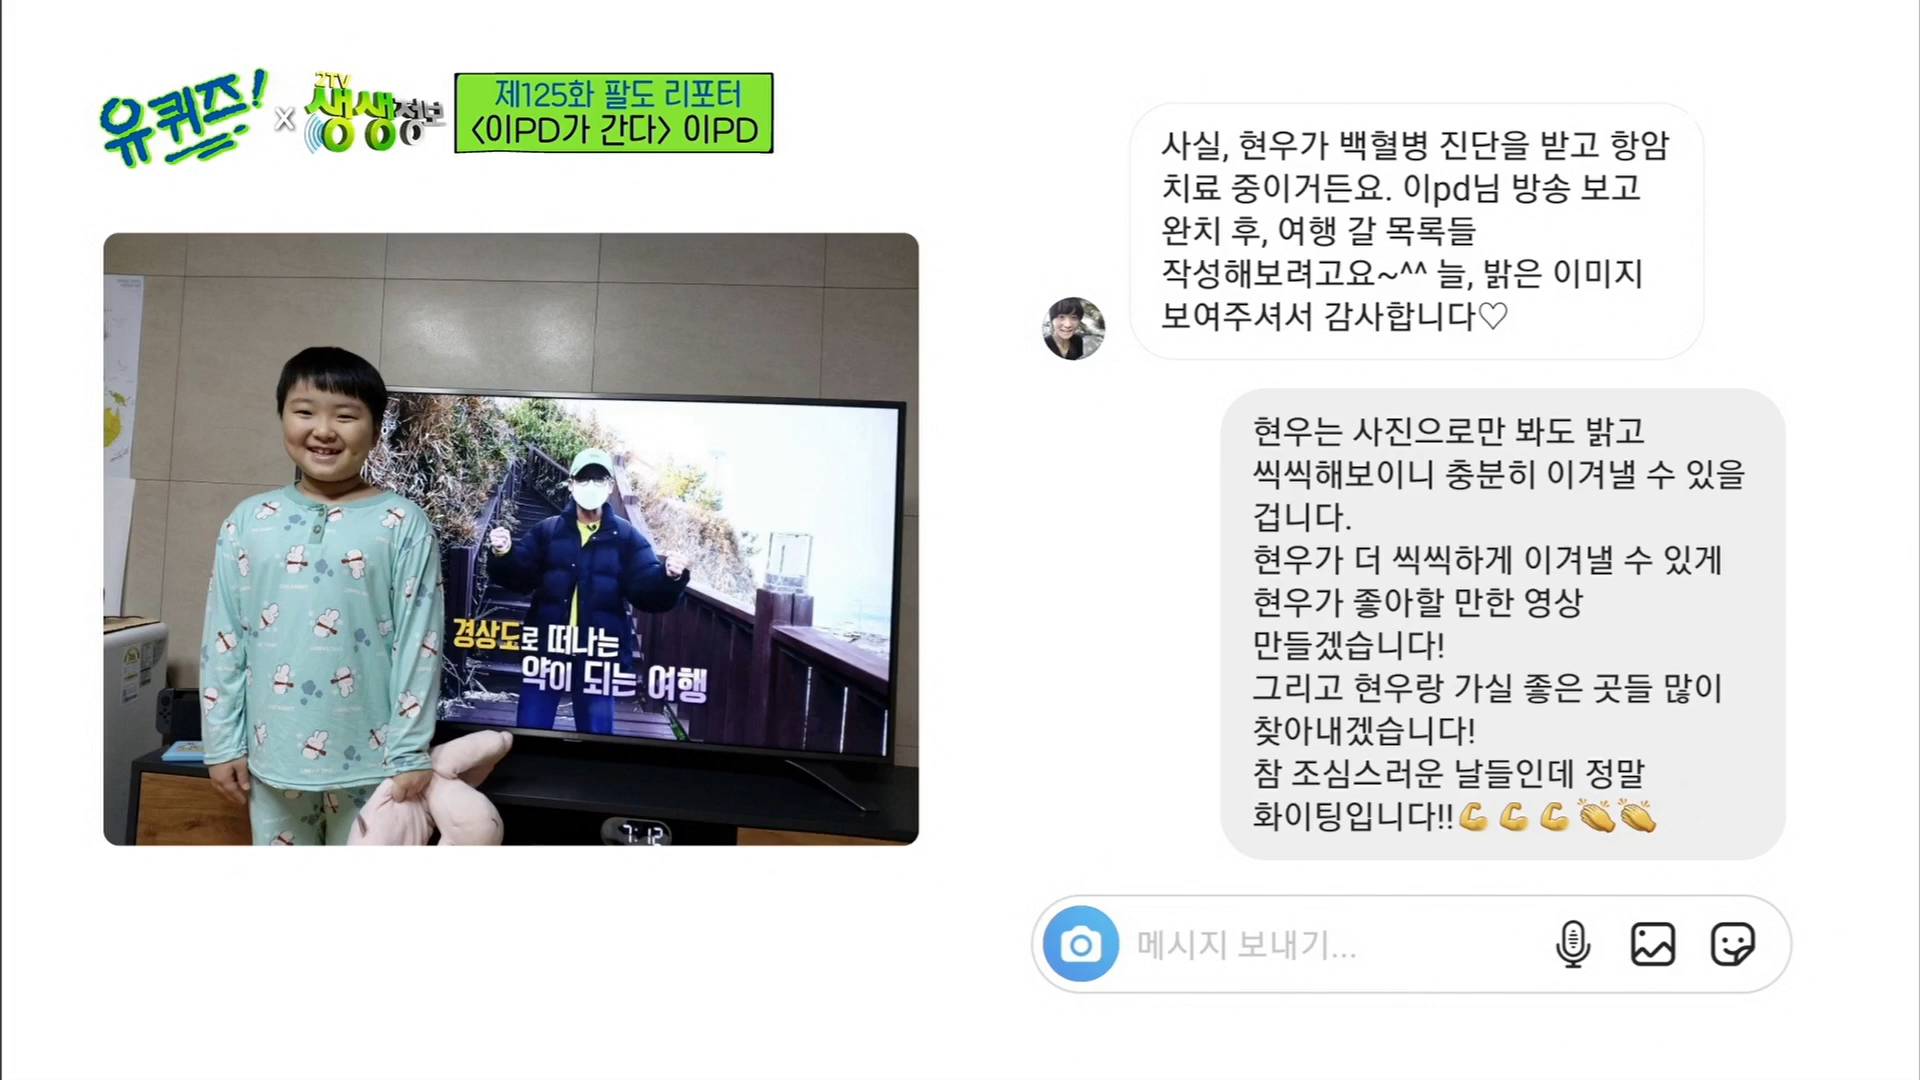 유퀴즈!
x
2TV
생생정보
제125화 팔도 리포터
<이PD가 간다> 이PD
경상도로 떠나는
약이 되는 여행
7:12
사실, 현우가 백혈병 진단을 받고 항암
치료 중이거든요. 이pd님 방송 보고
완치 후, 여행 갈 목록들
작성해보려고요~^^ 늘, 밝은 이미지
보여주셔서 감사합니다♡
현우는 사진으로만 봐도 밝고
씩씩해보이니 충분히 이겨낼 수 있을
겁니다.
현우가 더 씩씩하게 이겨낼 수 있게
현우가 좋아할 만한 영상
만들겠습니다!
그리고 현우랑 가실 좋은 곳들 많이
찾아내겠습니다!
참 조심스러운 날들인데 정말
화이팅입니다!!💪💪💪👏👏
메시지 보내기...